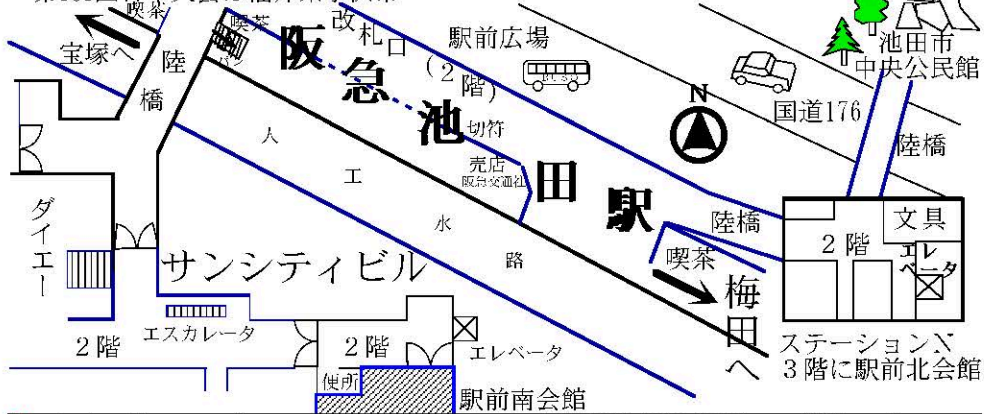 喫茶
宝塚へ
陸橋
喫茶
パン
改札口
(2階)
駅前広場
BUS
池田市
中央公民館
国道176
陸橋
N
阪急池田駅
切符
売店
阪急交通社
人工水路
陸橋
喫茶
梅田へ
文具
2階
エレベータ
ステーションN
3階に駅前北会館
ダイエー
サンシティビル
エスカレータ
2階
2階
エレベータ
便所
駅前南会館